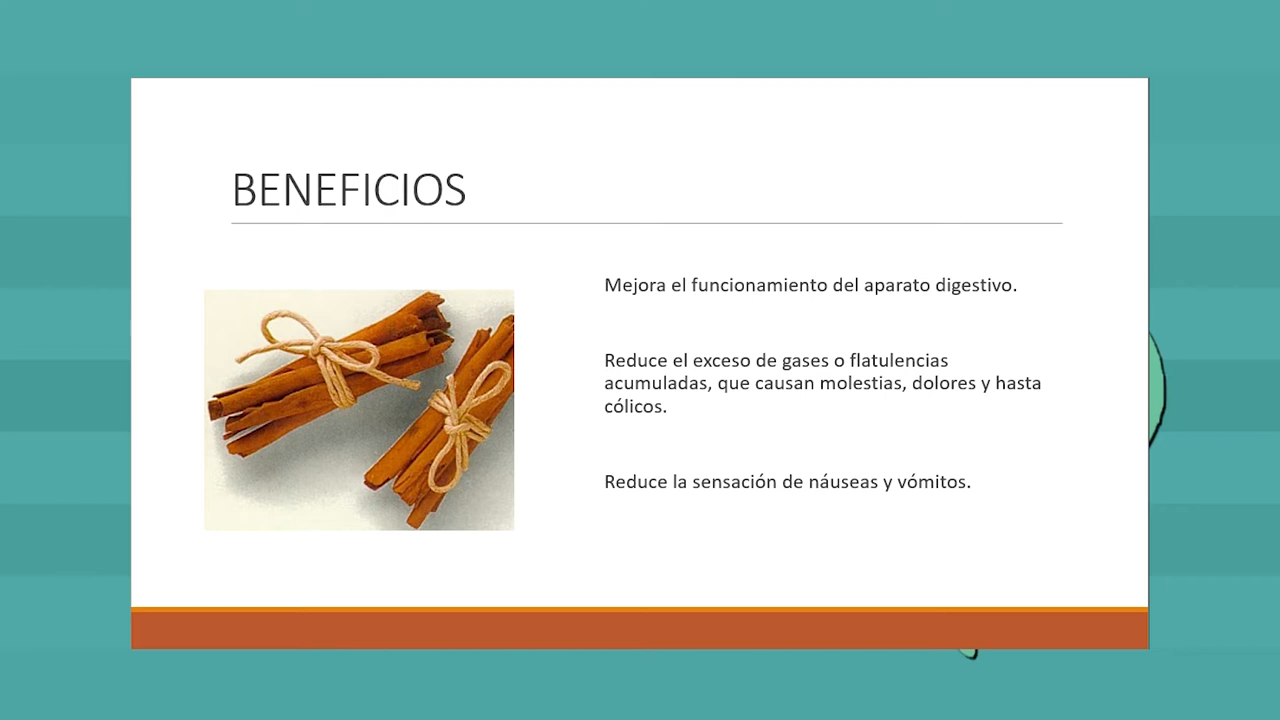 BENEFICIOS
Mejora el funcionamiento del aparato digestivo.
Reduce el exceso de gases o flatulencias
acumuladas, que causan molestias, dolores y hasta
cólicos.
Reduce la sensación de náuseas y vómitos.